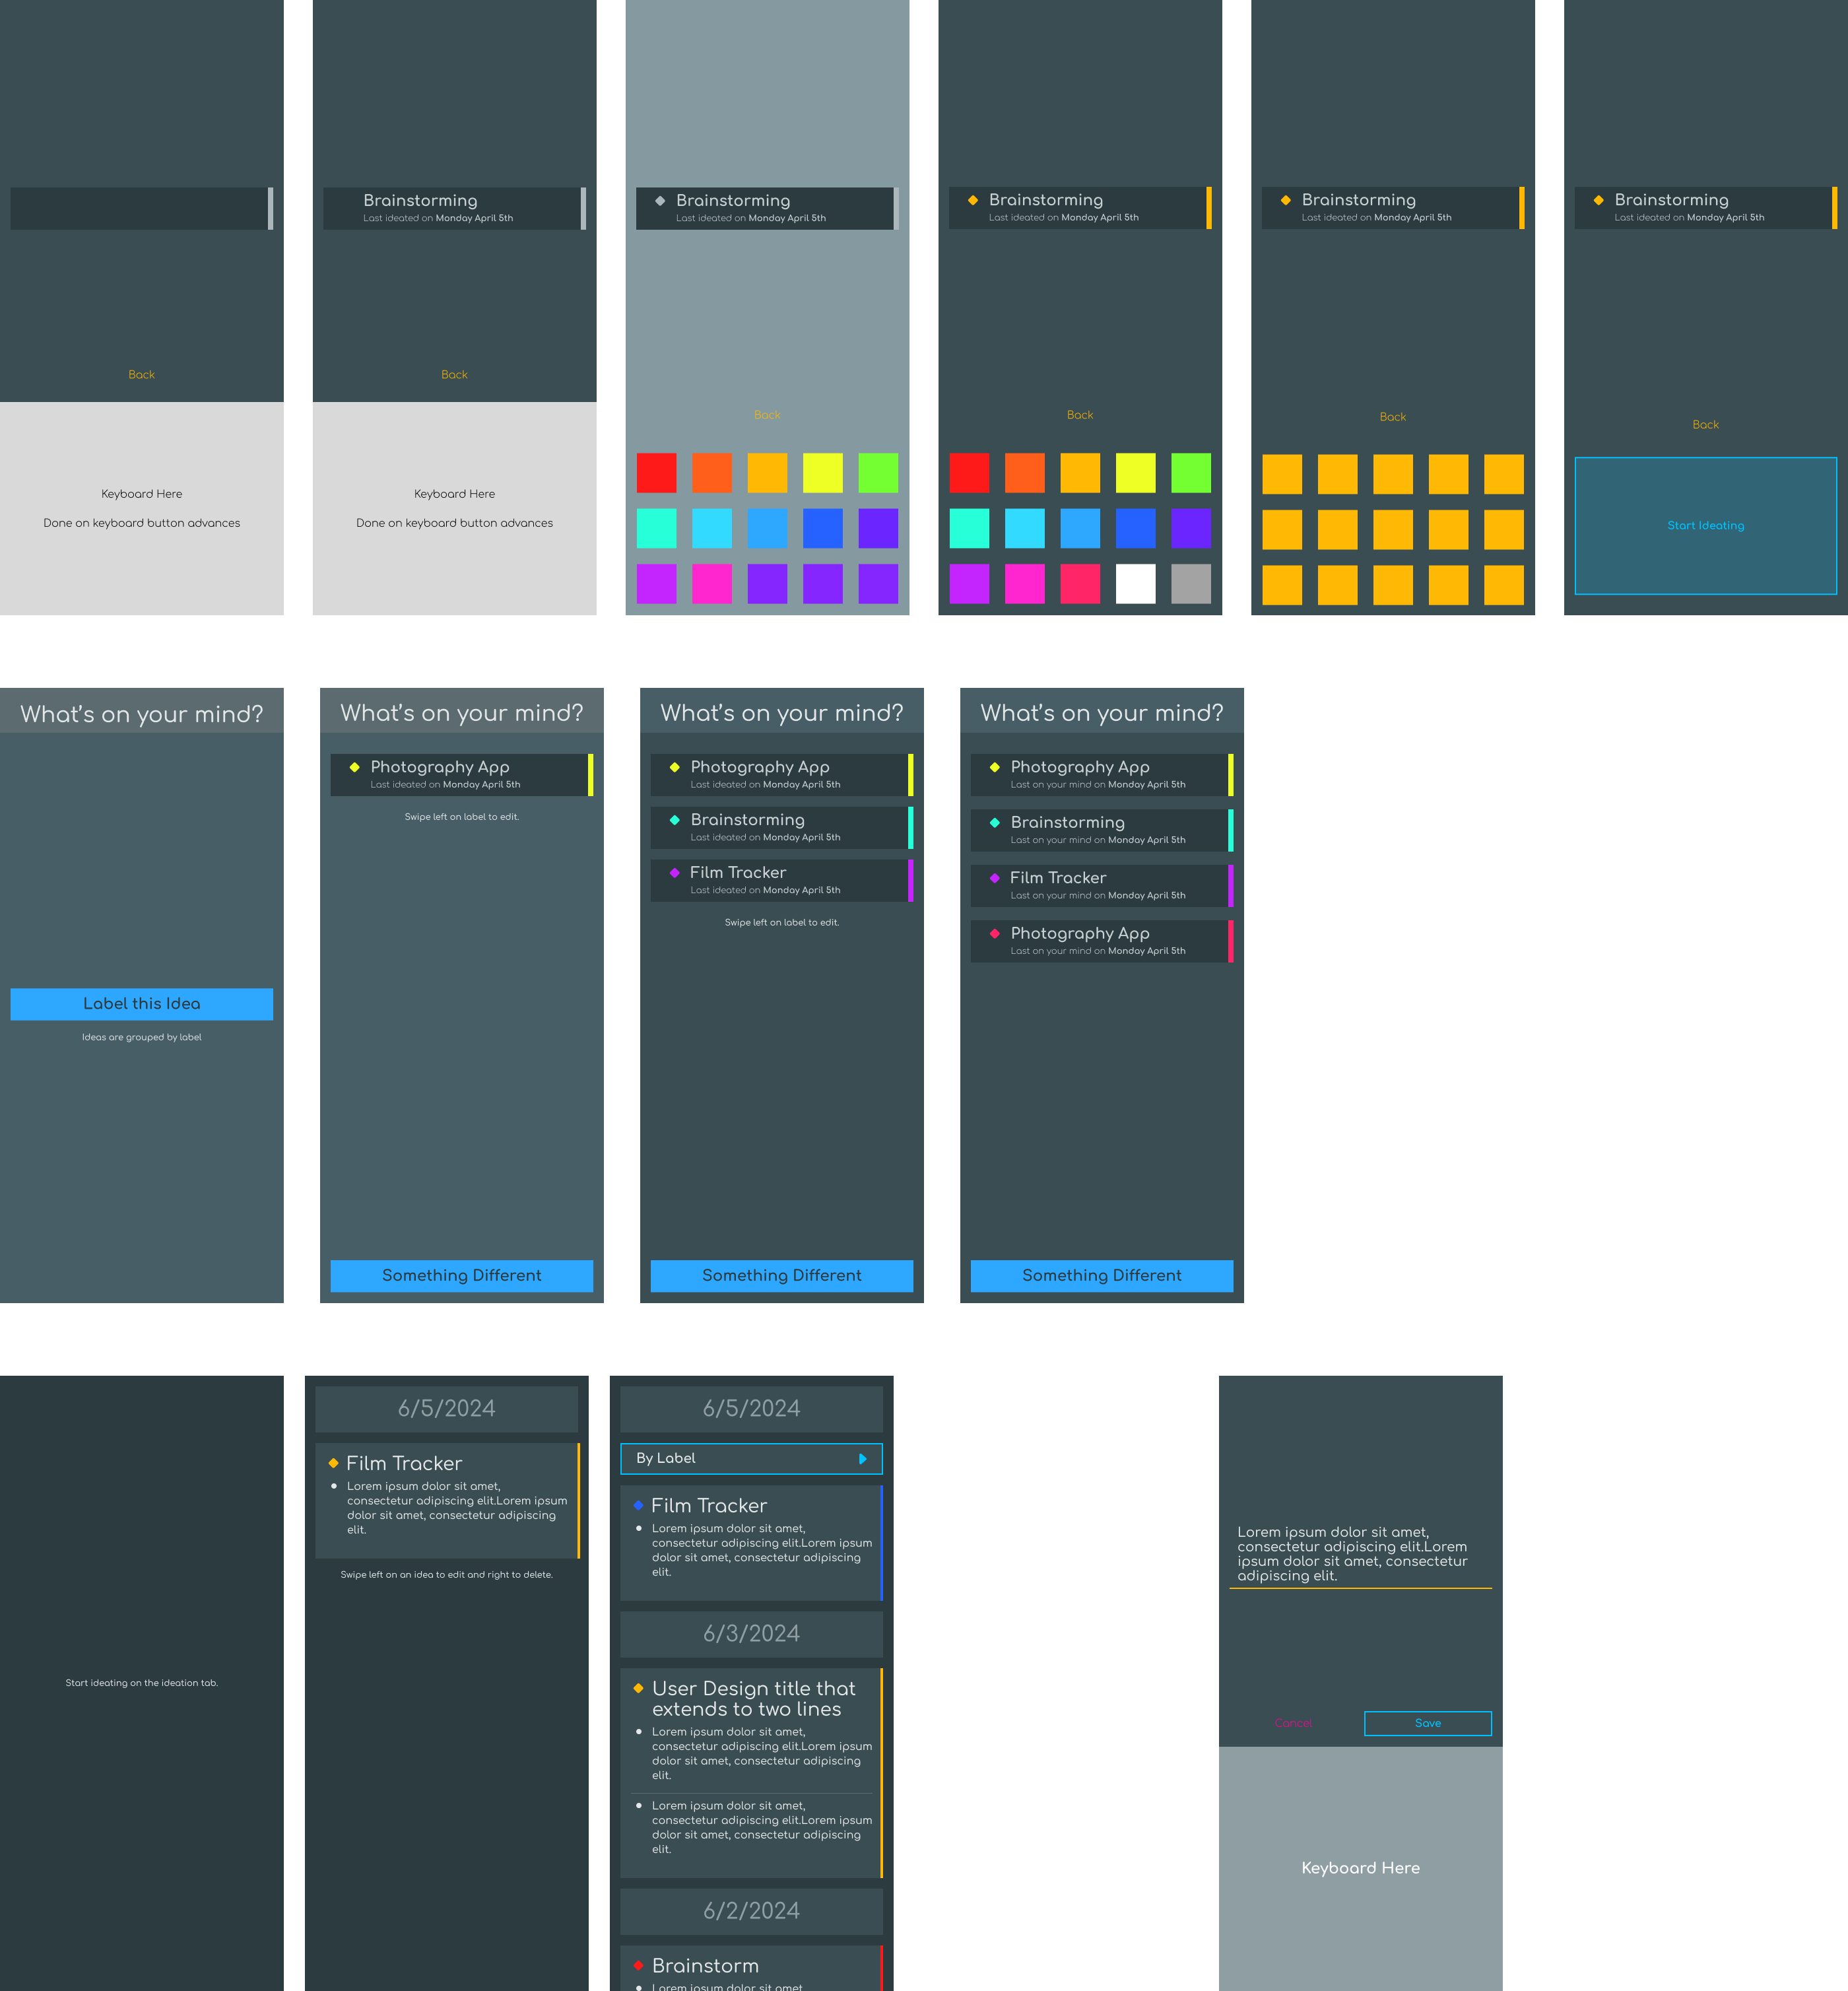 Back
Keyboard Here
Done on keyboard button advances
Brainstorming
Last ideated on Monday April 5th
Back
Keyboard Here
Done on keyboard button advances
Brainstorming
Last ideated on Monday April 5th
Back
Brainstorming
Last ideated on Monday April 5th
Back
Brainstorming
Last ideated on Monday April 5th
Back
Brainstorming
Last ideated on Monday April 5th
Back
Start Ideating
What's on your mind?
Label this Idea
Ideas are grouped by label
What's on your mind?
Photography App
Last ideated on Monday April 5th
Swipe left on label to edit.
Something Different
What's on your mind?
Photography App
Last ideated on Monday April 5th
Brainstorming
Last ideated on Monday April 5th
Film Tracker
Last ideated on Monday April 5th
Swipe left on label to edit.
Something Different
What's on your mind?
Photography App
Last on your mind on Monday April 5th
Brainstorming
Last on your mind on Monday April 5th
Film Tracker
Last on your mind on Monday April 5th
Photography App
Last on your mind on Monday April 5th
Something Different
Start ideating on the ideation tab.
6/5/2024
Film Tracker
Lorem ipsum dolor sit amet,
consectetur adipiscing elit.Lorem ipsum
dolor sit amet, consectetur adipiscing
elit.
Swipe left on an idea to edit and right to delete.
6/5/2024
By Label
Film Tracker
Lorem ipsum dolor sit amet,
consectetur adipiscing elit.Lorem ipsum
dolor sit amet, consectetur adipiscing
elit.
6/3/2024
User Design title that
extends to two lines
Lorem ipsum dolor sit amet,
consectetur adipiscing elit.Lorem ipsum
dolor sit amet, consectetur adipiscing
elit.
Lorem ipsum dolor sit amet,
consectetur adipiscing elit.Lorem ipsum
dolor sit amet, consectetur adipiscing
elit.
6/2/2024
Brainstorm
Lorem ipsum dolor sit amet,
Lorem ipsum dolor sit amet,
consectetur adipiscing elit.Lorem
ipsum dolor sit amet, consectetur
adipiscing elit.
Cancel
Save
Keyboard Here